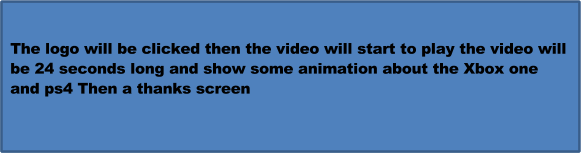 The logo will be clicked then the video will start to play the video will
be 24 seconds long and show some animation about the Xbox one
and ps4 Then a thanks screen